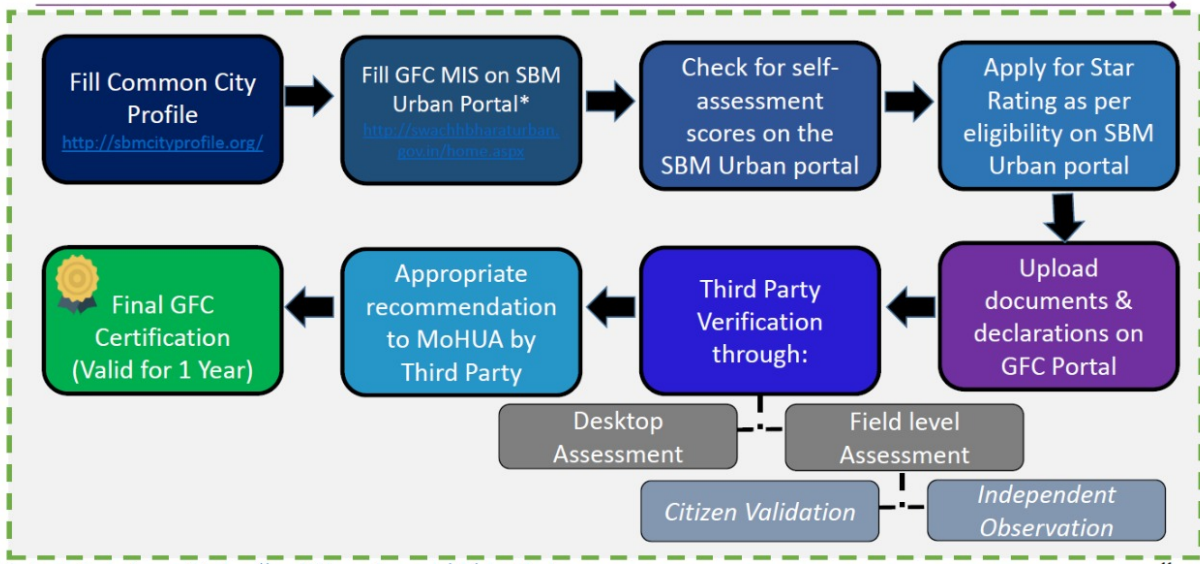 Fill Common City
Profile
http://sbmcityprofile.org/
Fill GFC MIS on SBM
Urban Portal*
http://swachhbharaturban.
gov.in/home.aspx
Check for self-
assessment
scores on the
SBM Urban portal
Apply for Star
Rating as per
eligibility on SBM
Urban portal
Upload
documents &
declarations on
GFC Portal
Third Party
Verification
through:
Desktop
Assessment
Field level
Assessment
Citizen Validation
Independent
Observation
Appropriate
recommendation
to MoHUA by
Third Party
Final GFC
Certification
(Valid for 1 Year)